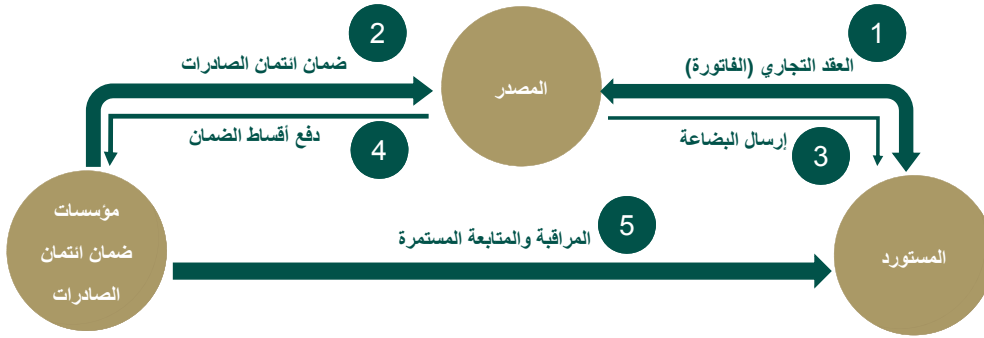 1
العقد التجاري (الفاتورة)
2
ضمان ائتمان الصادرات
المصدر
3
إرسال البضاعة
4
دفع أقساط الضمان
مؤسسات
ضمان ائتمان
الصادرات
5
المراقبة والمتابعة المستمرة
المستورد